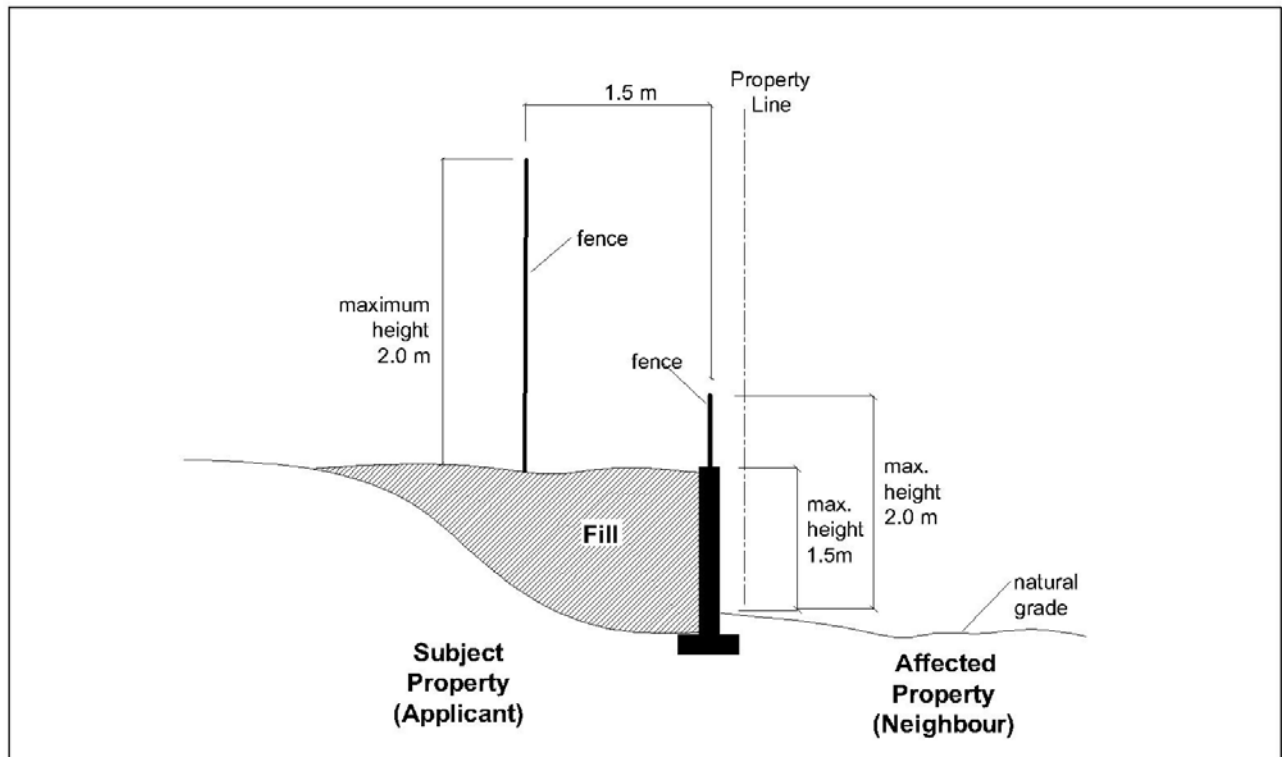 Property
Line
1.5 m
fence
maximum
height
2.0 m
fence
max.
height
2.0 m
max.
height
1.5m
Fill
natural
grade
Subject
Property
(Applicant)
Affected
Property
(Neighbour)